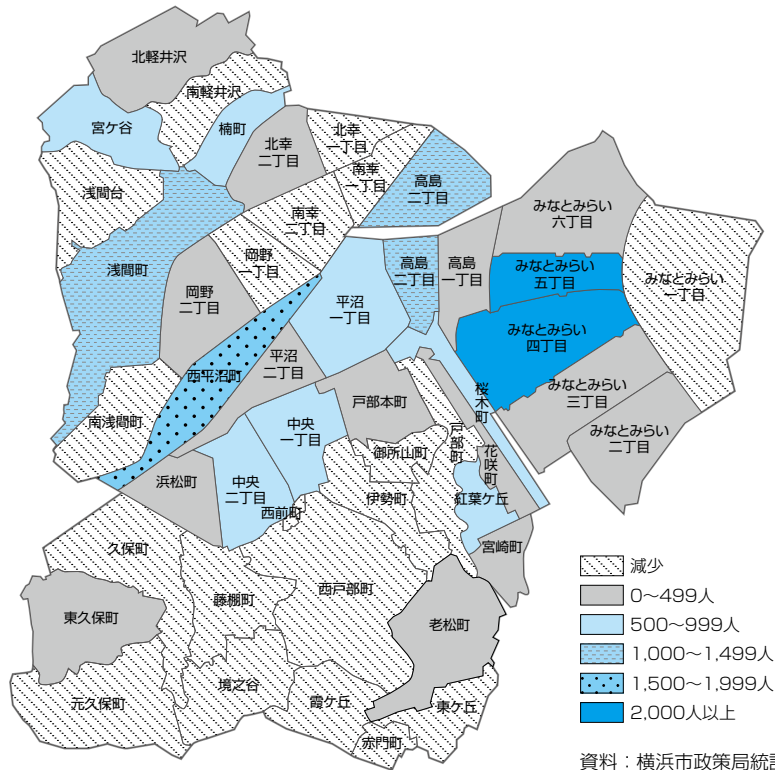 北軽井沢
南軽井沢
宮ケ谷
楠町
北幸
二丁目
北幸
一丁目
南幸
一丁目
高島
二丁目
浅間台
南幸
二丁目
みなとみらい
六丁目
浅間町
岡野
一丁目
高島
二丁目
高島
一丁目
みなとみらい
五丁目
みなとみらい
一丁目
岡野
二丁目
平沼
一丁目
みなとみらい
四丁目
西平沼町
平沼
二丁目
みなとみらい
三丁目
南浅間町
戸部本町
桜木町
みなとみらい
二丁目
中央
一丁目
戸部町
御所山町
花咲町
浜松町
中央
二丁目
西前町
伊勢町
紅葉ケ丘
久保町
宮崎町
藤棚町
西戸部町
東久保町
老松町
境之谷
元久保町
霞ケ丘
東ケ丘
赤門町
減少
0〜499人
500〜999人
1,000〜1,499人
1,500〜1,999人
2,000人以上
資料：横浜市政策局統計